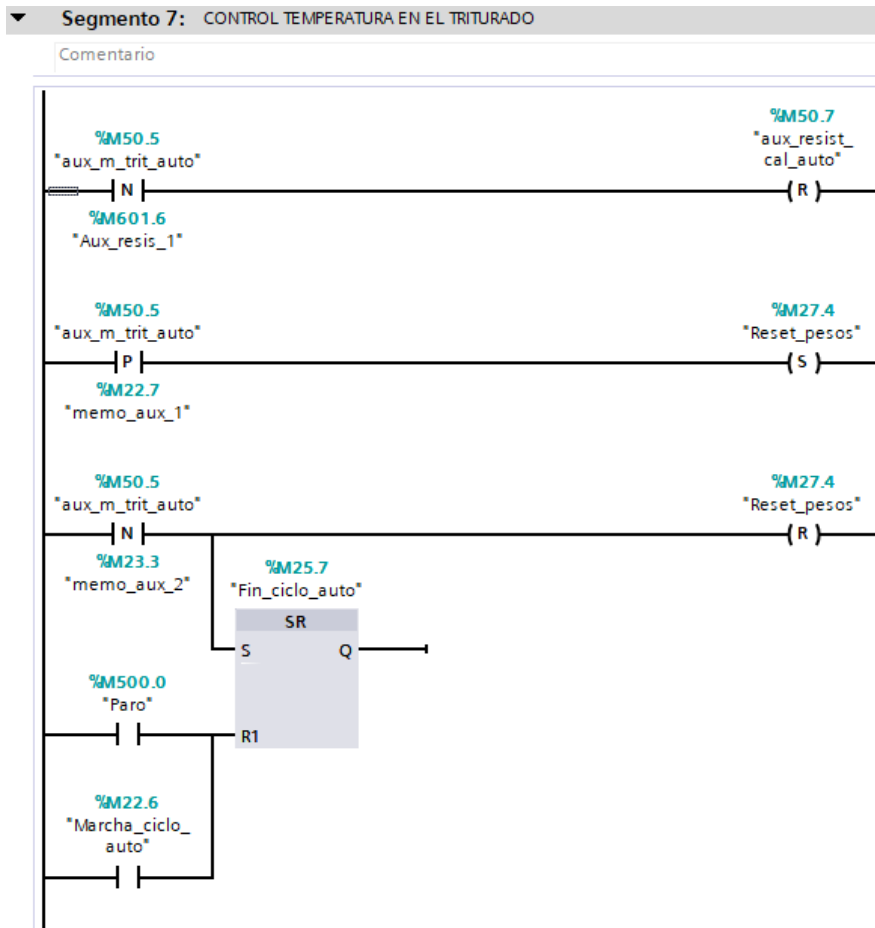 Segmento 7: CONTROL TEMPERATURA EN EL TRITURADO
Comentario
%M50.7
"aux_resist_
cal_auto"
%M50.5
"aux_m_trit_auto"
N
R
%M601.6
"Aux_resis_1"
%M50.5
"aux_m_trit_auto"
%M27.4
"Reset_pesos"
P
S
%M22.7
"memo_aux_1"
%M50.5
"aux_m_trit_auto"
%M27.4
"Reset_pesos"
N
R
%M23.3
"memo_aux_2"
%M25.7
"Fin_ciclo_auto"
SR
S Q
%M500.0
"Paro"
R1
%M22.6
"Marcha_ciclo_
auto"